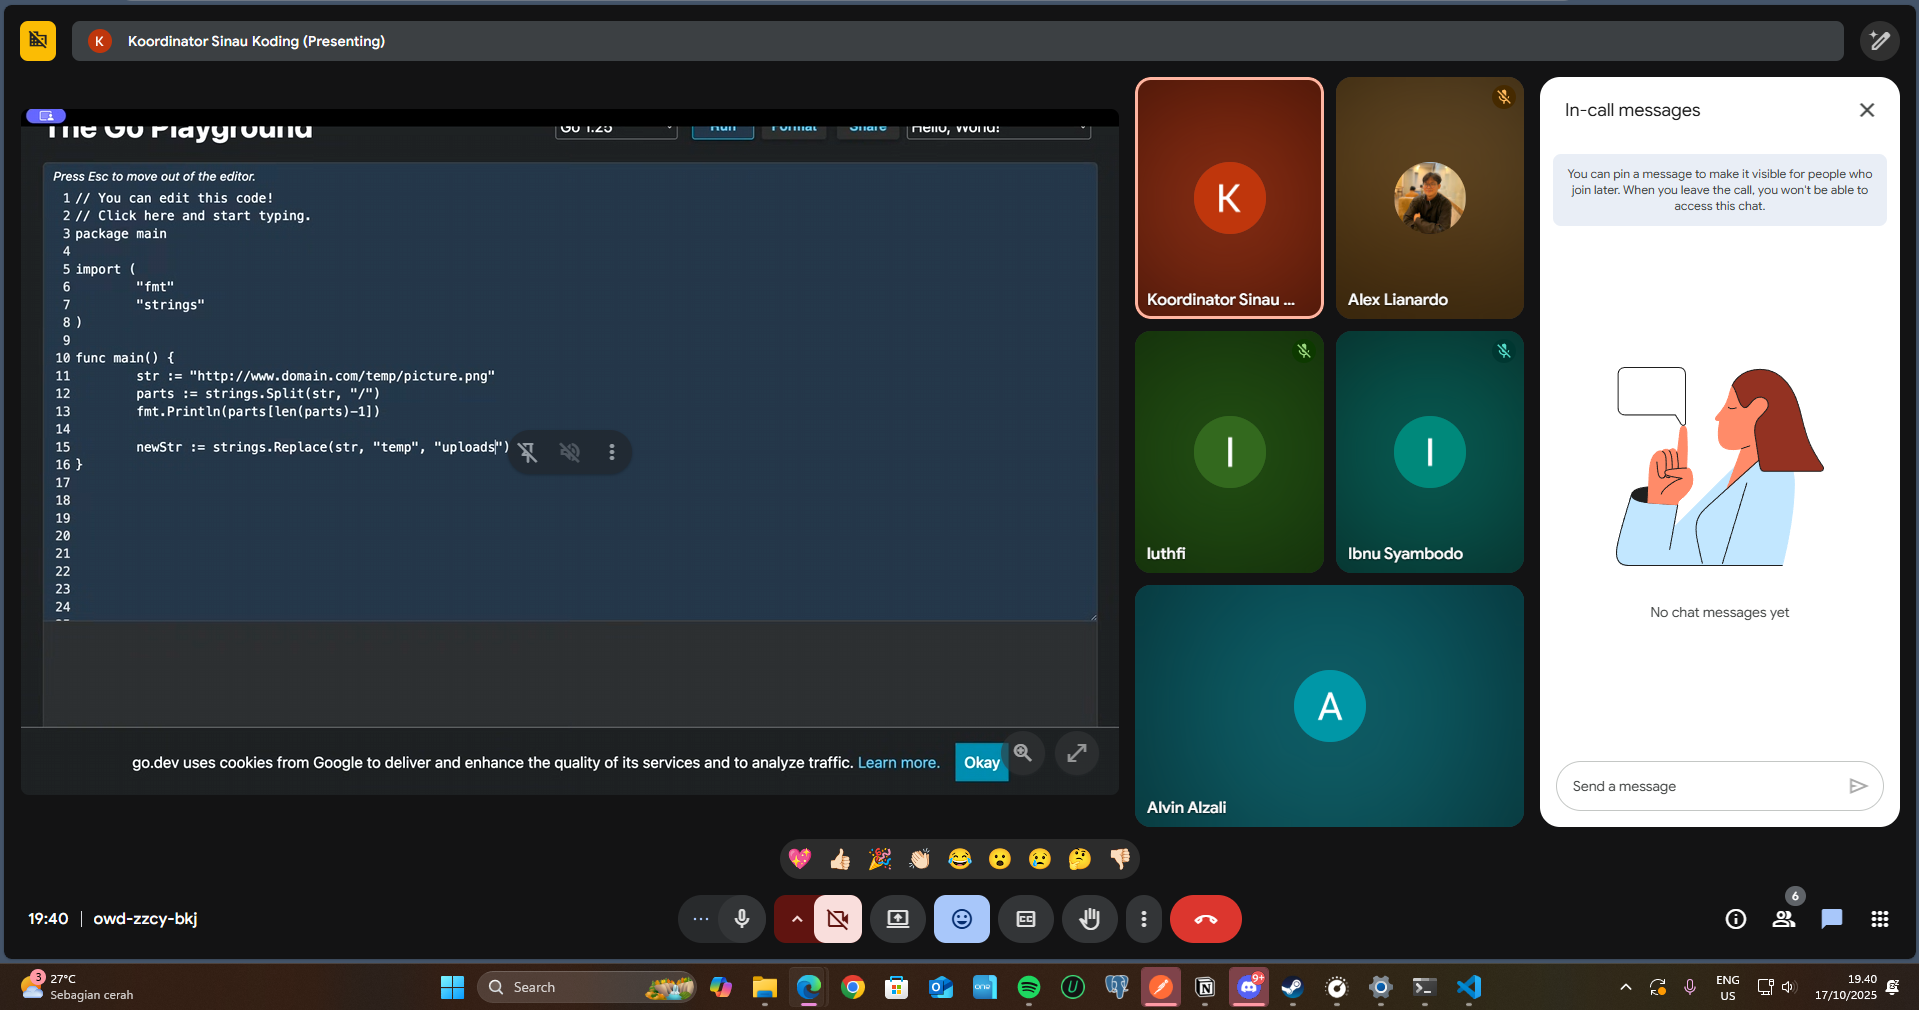 K
Koordinator Sinau Koding (Presenting)
The Go Playground
Go 1.25
Run
Format
Share
Hello, World!
Press Esc to move out of the editor.
1 // You can edit this code!
2 // Click here and start typing.
3 package main
4
5 import (
6 "fmt"
7 "strings"
8 )
9
10 func main() {
11 str := "http://www.domain.com/temp/picture.png"
12 parts := strings.Split(str, "/")
13 fmt.Println(parts[len(parts)-1])
14
15 newStr := strings.Replace(str, "temp", "uploads")
16 }
17
18
19
20
21
22
23
24
go.dev uses cookies from Google to deliver and enhance the quality of its services and to analyze traffic. Learn more.
Okay
K
Koordinator Sinau ...
Alex Lianardo
I
luthfi
I
Ibnu Syambodo
A
Alvin Alzali
In-call messages
You can pin a message to make it visible for people who
join later. When you leave the call, you won't be able to
access this chat.
No chat messages yet
Send a message
19:40 | owd-zzcy-bkj
CC
6
3
27°C
Sebagian cerah
Search
one
U
9+
ENG
US
19.40
17/10/2025